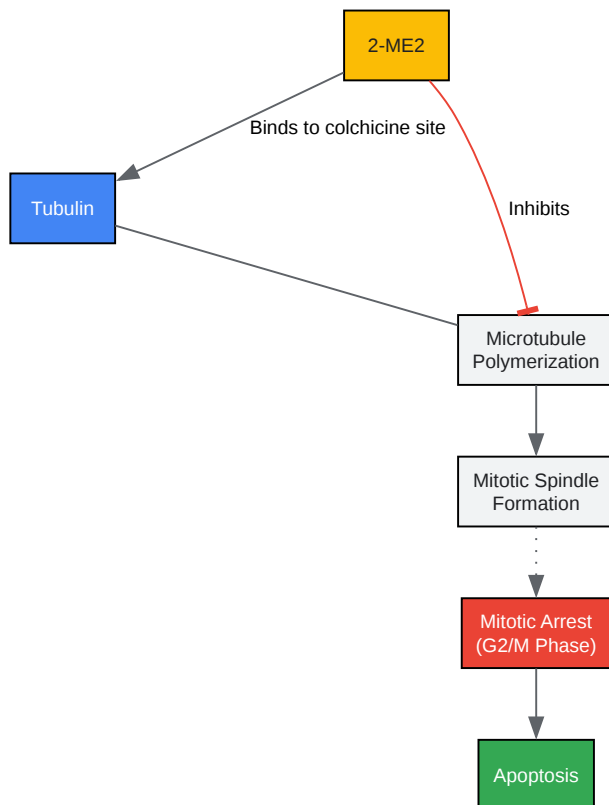 2-ME2
Binds to colchicine site
Tubulin
Inhibits
Microtubule
Polymerization
Mitotic Spindle
Formation
Mitotic Arrest
(G2/M Phase)
Apoptosis